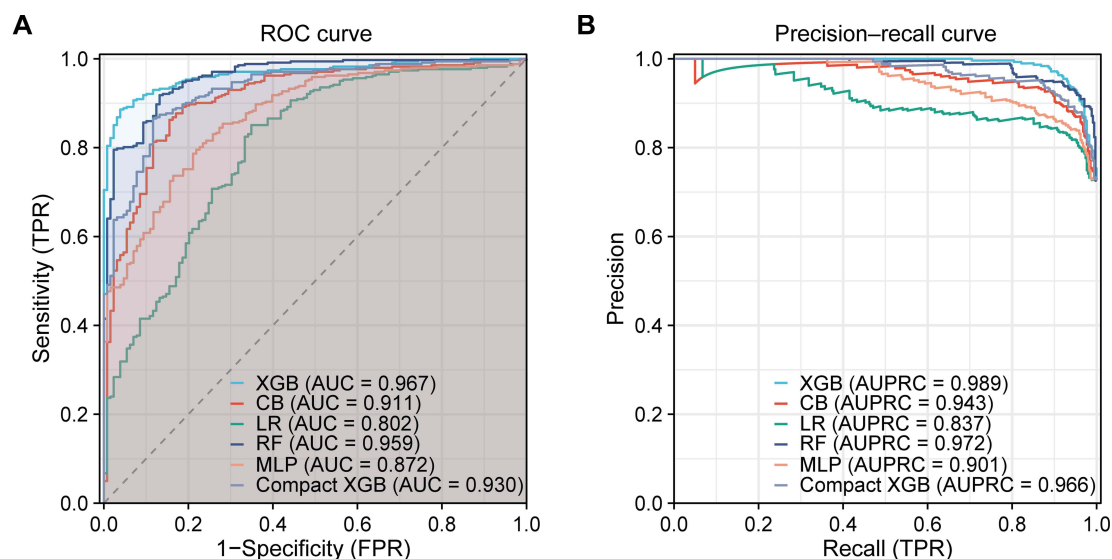 A
ROC curve
Sensitivity (TPR)
1.0
0.8
0.6
0.4
0.2
0.0
XGB (AUC = 0.967)
CB (AUC = 0.911)
LR (AUC = 0.802)
RF (AUC = 0.959)
MLP (AUC = 0.872)
Compact XGB (AUC = 0.930)
0.0 0.2 0.4 0.6 0.8 1.0
1−Specificity (FPR)
B
Precision–recall curve
Precision
1.0
0.8
0.6
0.4
0.2
0.0
XGB (AUPRC = 0.989)
CB (AUPRC = 0.943)
LR (AUPRC = 0.837)
RF (AUPRC = 0.972)
MLP (AUPRC = 0.901)
Compact XGB (AUPRC = 0.966)
0.0 0.2 0.4 0.6 0.8 1.0
Recall (TPR)